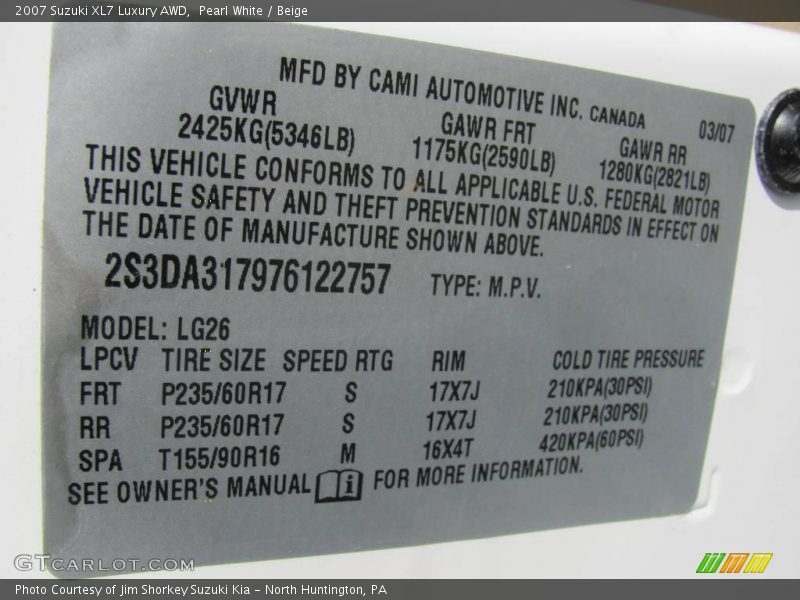 2007 Suzuki XL7 Luxury AWD, Pearl White / Beige
MFD BY CAMI AUTOMOTIVE INC. CANADA
GVWR GAWR FRT GAWR RR 03/07
2425KG(5346LB) 1175KG(2590LB) 1280KG(2821LB)
THIS VEHICLE CONFORMS TO ALL APPLICABLE U.S. FEDERAL MOTOR
VEHICLE SAFETY AND THEFT PREVENTION STANDARDS IN EFFECT ON
THE DATE OF MANUFACTURE SHOWN ABOVE.
2S3DA317976122757 TYPE: M.P.V.
MODEL: LG26
LPCV TIRE SIZE SPEED RTG RIM COLD TIRE PRESSURE
FRT P235/60R17 S 17X7J 210KPA(30PSI)
RR P235/60R17 S 17X7J 210KPA(30PSI)
SPA T155/90R16 M 16X4T 420KPA(60PSI)
SEE OWNER'S MANUAL i FOR MORE INFORMATION.
GTCARLOT.COM
Photo Courtesy of Jim Shorkey Suzuki Kia - North Huntington, PA